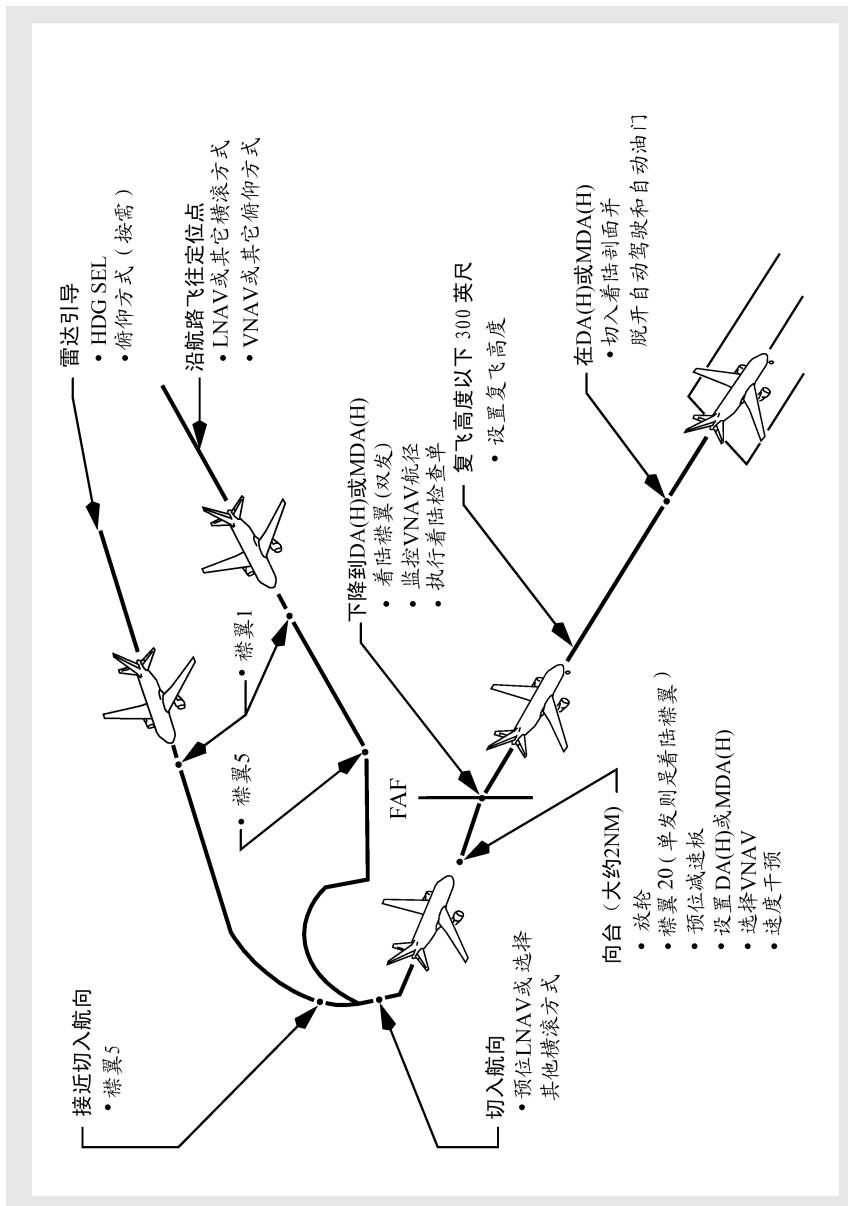 雷达引导
• HDG SEL
• 俯仰方式（按需）
沿航路飞往定位点
• LNAV或其它横滚方式
• VNAV或其它俯仰方式
• 襟翼1
• 襟翼5
接近切入航向
• 襟翼5
切入航向
• 预位LNAV或 选择
其他横滚方式
向台（大约2NM）
• 放轮
• 襟翼 20（单发则是着陆襟翼）
• 预位减速板
• 设置DA(H)或MDA(H)
• 选择VNAV
• 速度干预
FAF
下降到DA(H)或MDA(H)
• 着陆襟翼(双发)
• 监控VNAV航径
• 执行着陆检查单
复飞高度以下 300 英尺
• 设置复飞高度
在DA(H)或MDA(H)
• 切入着陆剖面并
脱开自动驾驶和自动油门